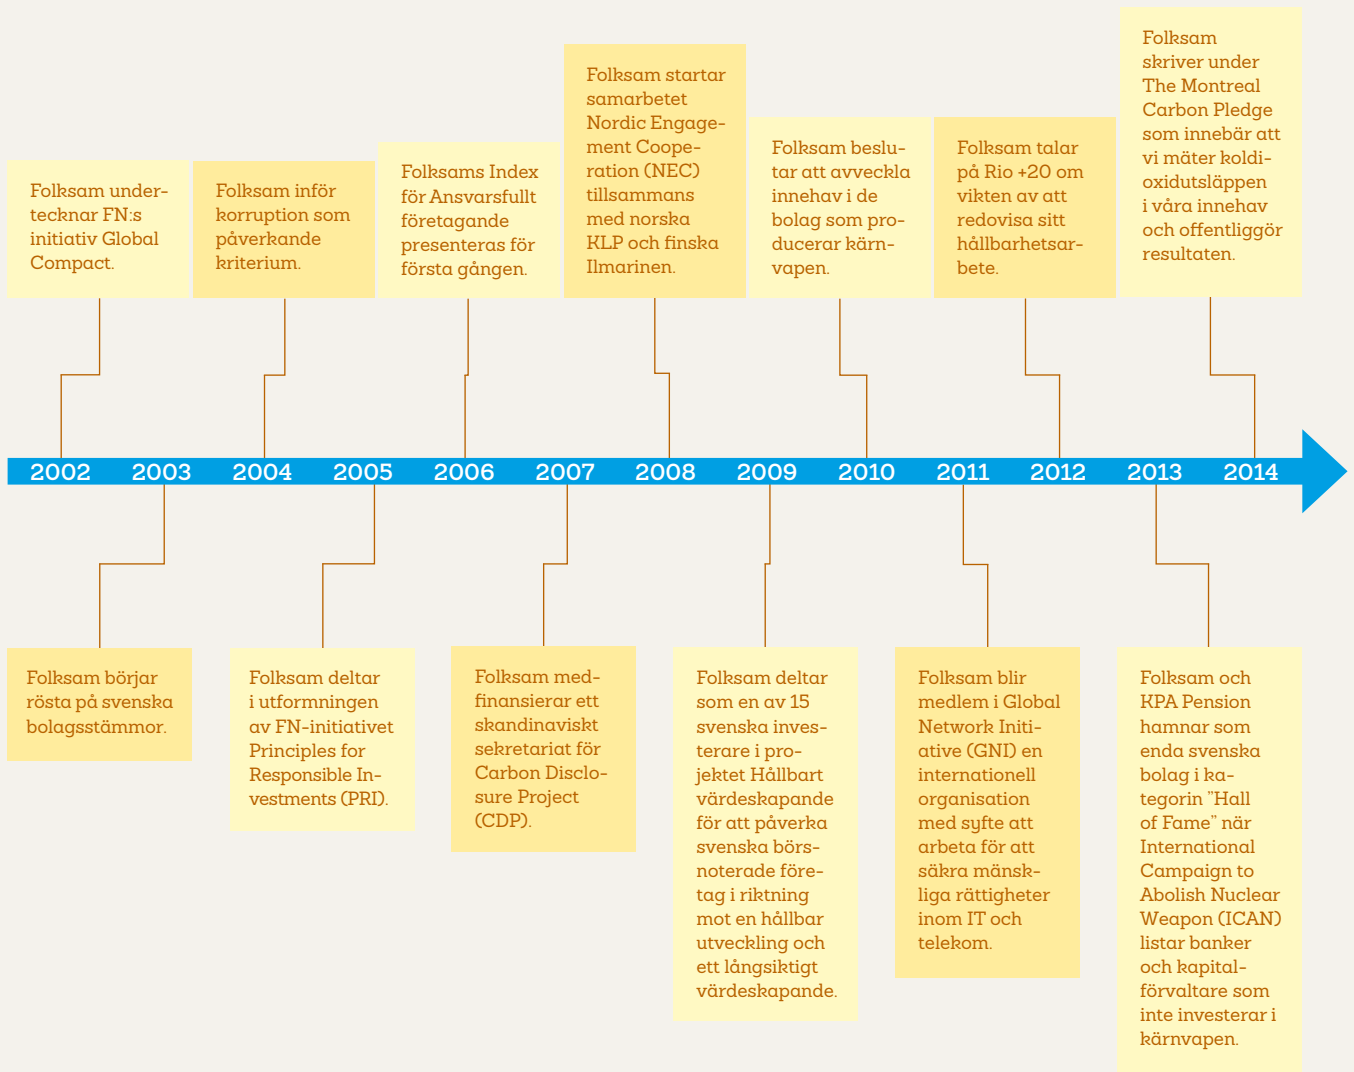 Folksam under-
tecknar FN:s
initiativ Global
Compact.
Folksam inför
korruption som
påverkande
kriterium.
Folksams Index
för Ansvarsfullt
företagande
presenteras för
första gången.
Folksam startar
samarbetet
Nordic Engage-
ment Coope-
ration (NEC)
tillsammans
med norska
KLP och finska
Ilmarinen.
Folksam beslu-
tar att avveckla
innehav i de
bolag som pro-
ducerar kärn-
vapen.
Folksam talar
på Rio +20 om
vikten av att
redovisa sitt
hållbarhetsar-
bete.
Folksam
skriver under
The Montreal
Carbon Pledge
som innebär att
vi mäter koldi-
oxidutsläppen
i våra innehav
och offentliggör
resultaten.
2002 2003 2004 2005 2006 2007 2008 2009 2010 2011 2012 2013 2014
Folksam börjar
rösta på svenska
bolagsstämmor.
Folksam deltar
i utformningen
av FN-initiativet
Principles for
Responsible In-
vestments (PRI).
Folksam med-
finansierar ett
skandinaviskt
sekretariat för
Carbon Disclo-
sure Project
(CDP).
Folksam deltar
som en av 15
svenska inves-
terare i pro-
jektet Hållbart
värdeskapande
för att påverka
svenska börs-
noterade före-
tag i riktning
mot en hållbar
utveckling och
ett långsiktigt
värdeskapande.
Folksam blir
medlem i Global
Network Initi-
ative (GNI) en
internationell
organisation
med syfte att
arbeta för att
säkra mänsk-
liga rättigheter
inom IT och
telekom.
Folksam och
KPA Pension
hamnar som
enda svenska
bolag i ka-
tegorin ”Hall
of Fame” när
International
Campaign to
Abolish Nuclear
Weapon (ICAN)
listar banker
och kapital-
förvaltare som
inte investerar i
kärnvapen.